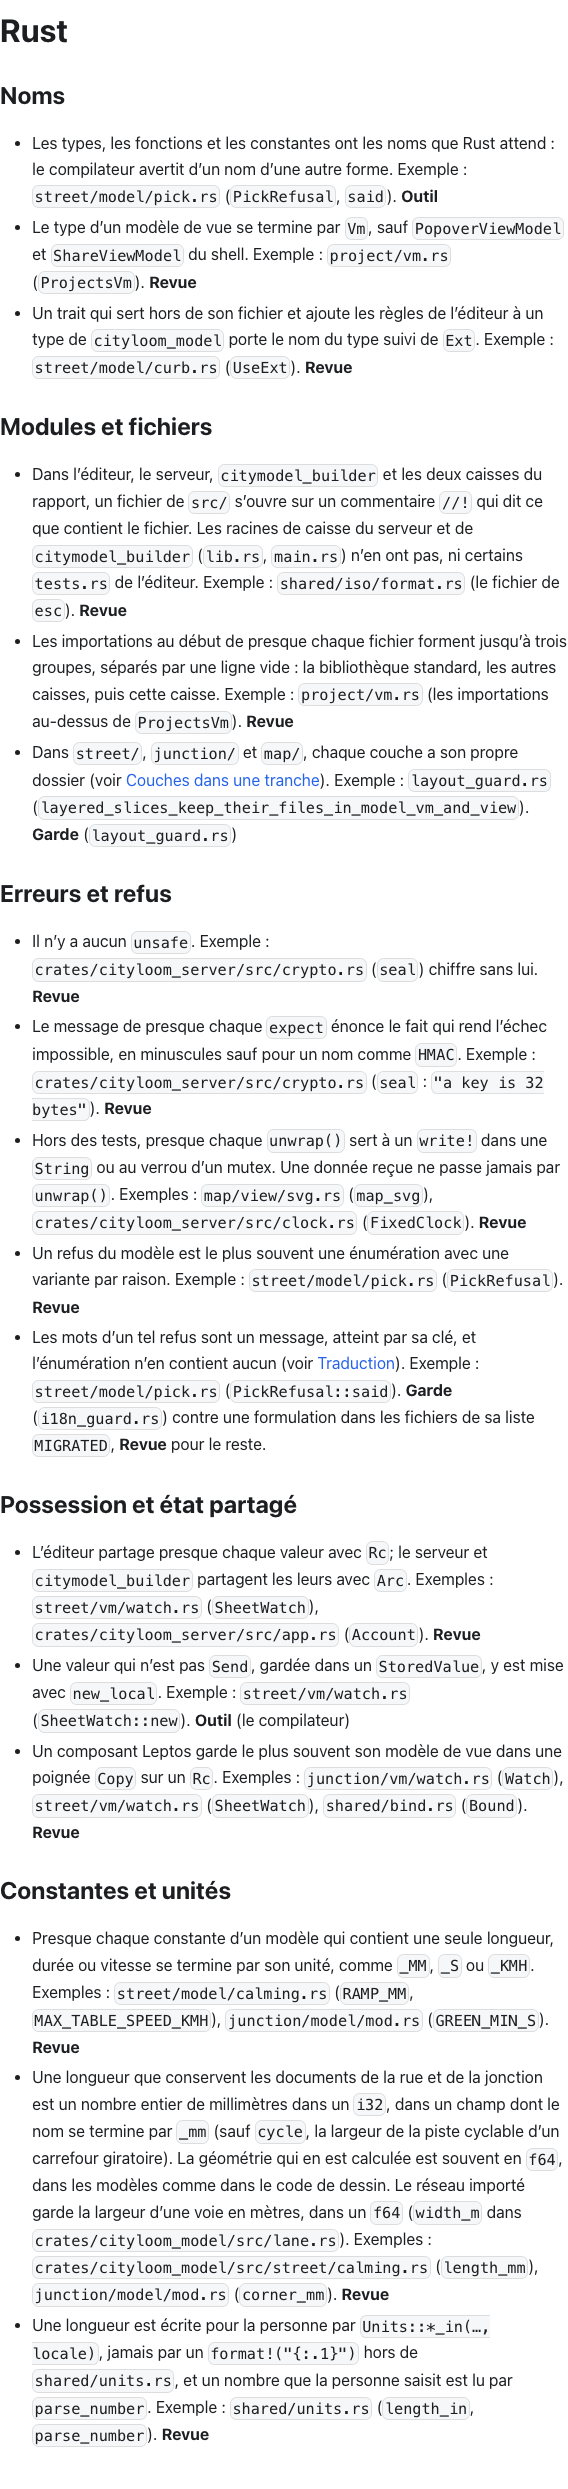 Rust
Noms
• Les types, les fonctions et les constantes ont les noms que Rust attend :
le compilateur avertit d’un nom d’une autre forme. Exemple :
street/model/pick.rs (PickRefusal, said). Outil
• Le type d’un modèle de vue se termine par Vm, sauf PopoverViewModel
et ShareViewModel du shell. Exemple : project/vm.rs
(ProjectsVm). Revue
• Un trait qui sert hors de son fichier et ajoute les règles de l’éditeur à un
type de cityloom_model porte le nom du type suivi de Ext. Exemple :
street/model/curb.rs (UseExt). Revue
Modules et fichiers
• Dans l’éditeur, le serveur, citymodel_builder et les deux caisses du
rapport, un fichier de src/ s’ouvre sur un commentaire //! qui dit ce
que contient le fichier. Les racines de caisse du serveur et de
citymodel_builder (lib.rs, main.rs) n’en ont pas, ni certains
tests.rs de l’éditeur. Exemple : shared/iso/format.rs (le fichier de
esc). Revue
• Les importations au début de presque chaque fichier forment jusqu’à trois
groupes, séparés par une ligne vide : la bibliothèque standard, les autres
caisses, puis cette caisse. Exemple : project/vm.rs (les importations
au-dessus de ProjectsVm). Revue
• Dans street/, junction/ et map/, chaque couche a son propre
dossier (voir Couches dans une tranche). Exemple : layout_guard.rs
(layered_slices_keep_their_files_in_model_vm_and_view).
Garde (layout_guard.rs)
Erreurs et refus
• Il n’y a aucun unsafe. Exemple :
crates/cityloom_server/src/crypto.rs (seal) chiffre sans lui.
Revue
• Le message de presque chaque expect énonce le fait qui rend l’échec
impossible, en minuscules sauf pour un nom comme HMAC. Exemple :
crates/cityloom_server/src/crypto.rs (seal : "a key is 32
bytes"). Revue
• Hors des tests, presque chaque unwrap() sert à un write! dans une
String ou au verrou d’un mutex. Une donnée reçue ne passe jamais par
unwrap(). Exemples : map/view/svg.rs (map_svg),
crates/cityloom_server/src/clock.rs (FixedClock). Revue
• Un refus du modèle est le plus souvent une énumération avec une
variante par raison. Exemple : street/model/pick.rs (PickRefusal).
Revue
• Les mots d’un tel refus sont un message, atteint par sa clé, et
l’énumération n’en contient aucun (voir Traduction). Exemple :
street/model/pick.rs (PickRefusal::said). Garde
(i18n_guard.rs) contre une formulation dans les fichiers de sa liste
MIGRATED, Revue pour le reste.
Possession et état partagé
• L’éditeur partage presque chaque valeur avec Rc; le serveur et
citymodel_builder partagent les leurs avec Arc. Exemples :
street/vm/watch.rs (SheetWatch),
crates/cityloom_server/src/app.rs (Account). Revue
• Une valeur qui n’est pas Send, gardée dans un StoredValue, y est mise
avec new_local. Exemple : street/vm/watch.rs
(SheetWatch::new). Outil (le compilateur)
• Un composant Leptos garde le plus souvent son modèle de vue dans une
poignée Copy sur un Rc. Exemples : junction/vm/watch.rs (Watch),
street/vm/watch.rs (SheetWatch), shared/bind.rs (Bound).
Revue
Constantes et unités
• Presque chaque constante d’un modèle qui contient une seule longueur,
durée ou vitesse se termine par son unité, comme _MM, _S ou _KMH.
Exemples : street/model/calming.rs (RAMP_MM,
MAX_TABLE_SPEED_KMH), junction/model/mod.rs (GREEN_MIN_S).
Revue
• Une longueur que conservent les documents de la rue et de la jonction
est un nombre entier de millimètres dans un i32, dans un champ dont le
nom se termine par _mm (sauf cycle, la largeur de la piste cyclable d’un
carrefour giratoire). La géométrie qui en est calculée est souvent en f64,
dans les modèles comme dans le code de dessin. Le réseau importé
garde la largeur d’une voie en mètres, dans un f64 (width_m dans
crates/cityloom_model/src/lane.rs). Exemples :
crates/cityloom_model/src/street/calming.rs (length_mm),
junction/model/mod.rs (corner_mm). Revue
• Une longueur est écrite pour la personne par Units::*_in(…,
locale), jamais par un format!("{:.1}") hors de
shared/units.rs, et un nombre que la personne saisit est lu par
parse_number. Exemple : shared/units.rs (length_in,
parse_number). Revue